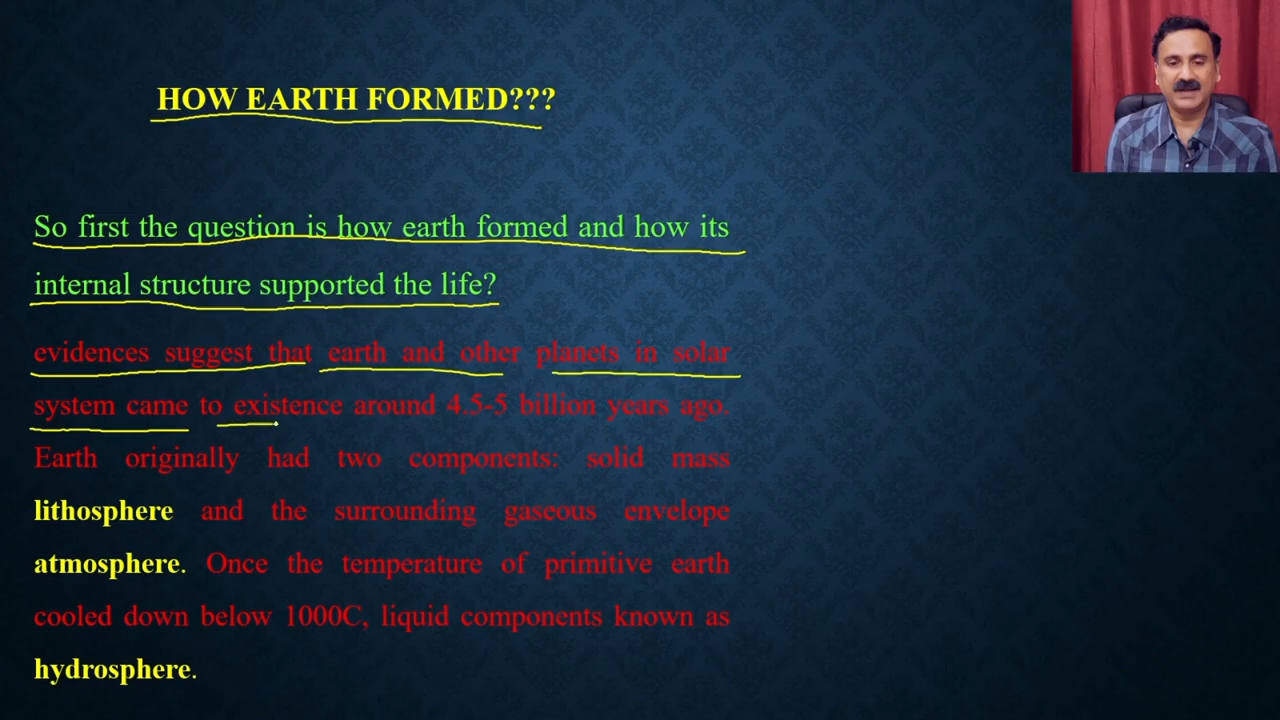 HOW EARTH FORMED???
So first the question is how earth formed and how its
internal structure supported the life?
evidences suggest that earth and other planets in solar
system came to existence around 4.5-5 billion years ago.
Earth originally had two components: solid mass
lithosphere and the surrounding gaseous envelope
atmosphere. Once the temperature of primitive earth
cooled down below 1000C, liquid components known as
hydrosphere.